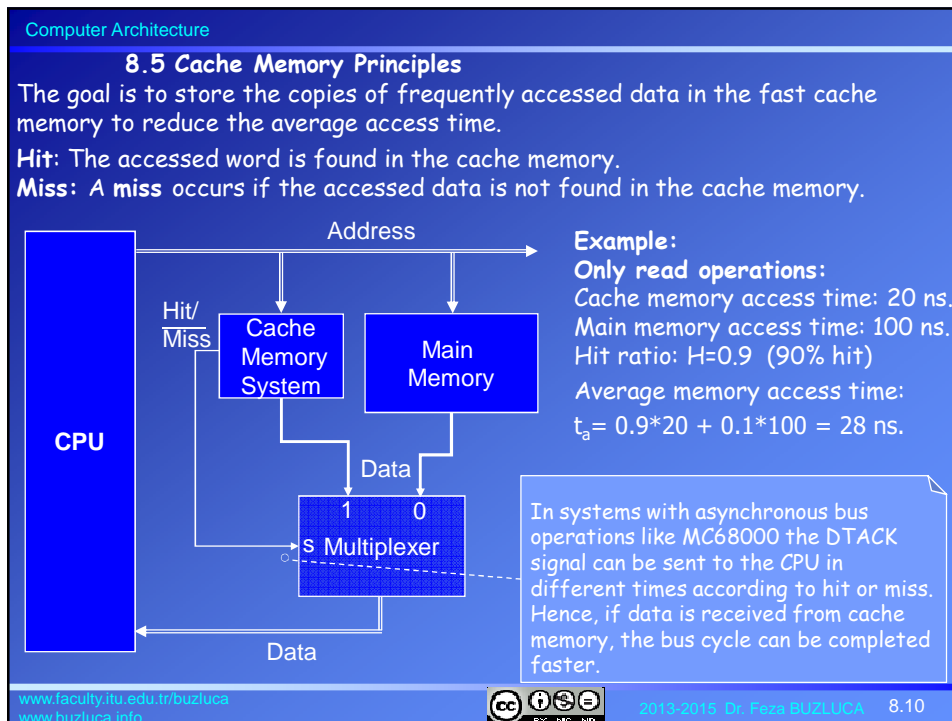 Computer Architecture
8.5 Cache Memory Principles
The goal is to store the copies of frequently accessed data in the fast cache
memory to reduce the average access time.
Hit: The accessed word is found in the cache memory.
Miss: A miss occurs if the accessed data is not found in the cache memory.
Address
Hit/
Miss
Cache
Memory
System
Main
Memory
CPU
Data
1 0
s Multiplexer
Data
Example:
Only read operations:
Cache memory access time: 20 ns.
Main memory access time: 100 ns.
Hit ratio: H=0.9 (90% hit)
Average memory access time:
ta= 0.9*20 + 0.1*100 = 28 ns.
In systems with asynchronous bus
operations like MC68000 the DTACK
signal can be sent to the CPU in
different times according to hit or miss.
Hence, if data is received from cache
memory, the bus cycle can be completed
faster.
www.faculty.itu.edu.tr/buzluca
www.buzluca.info
cc
BY NC ND
2013-2015 Dr. Feza BUZLUCA 8.10